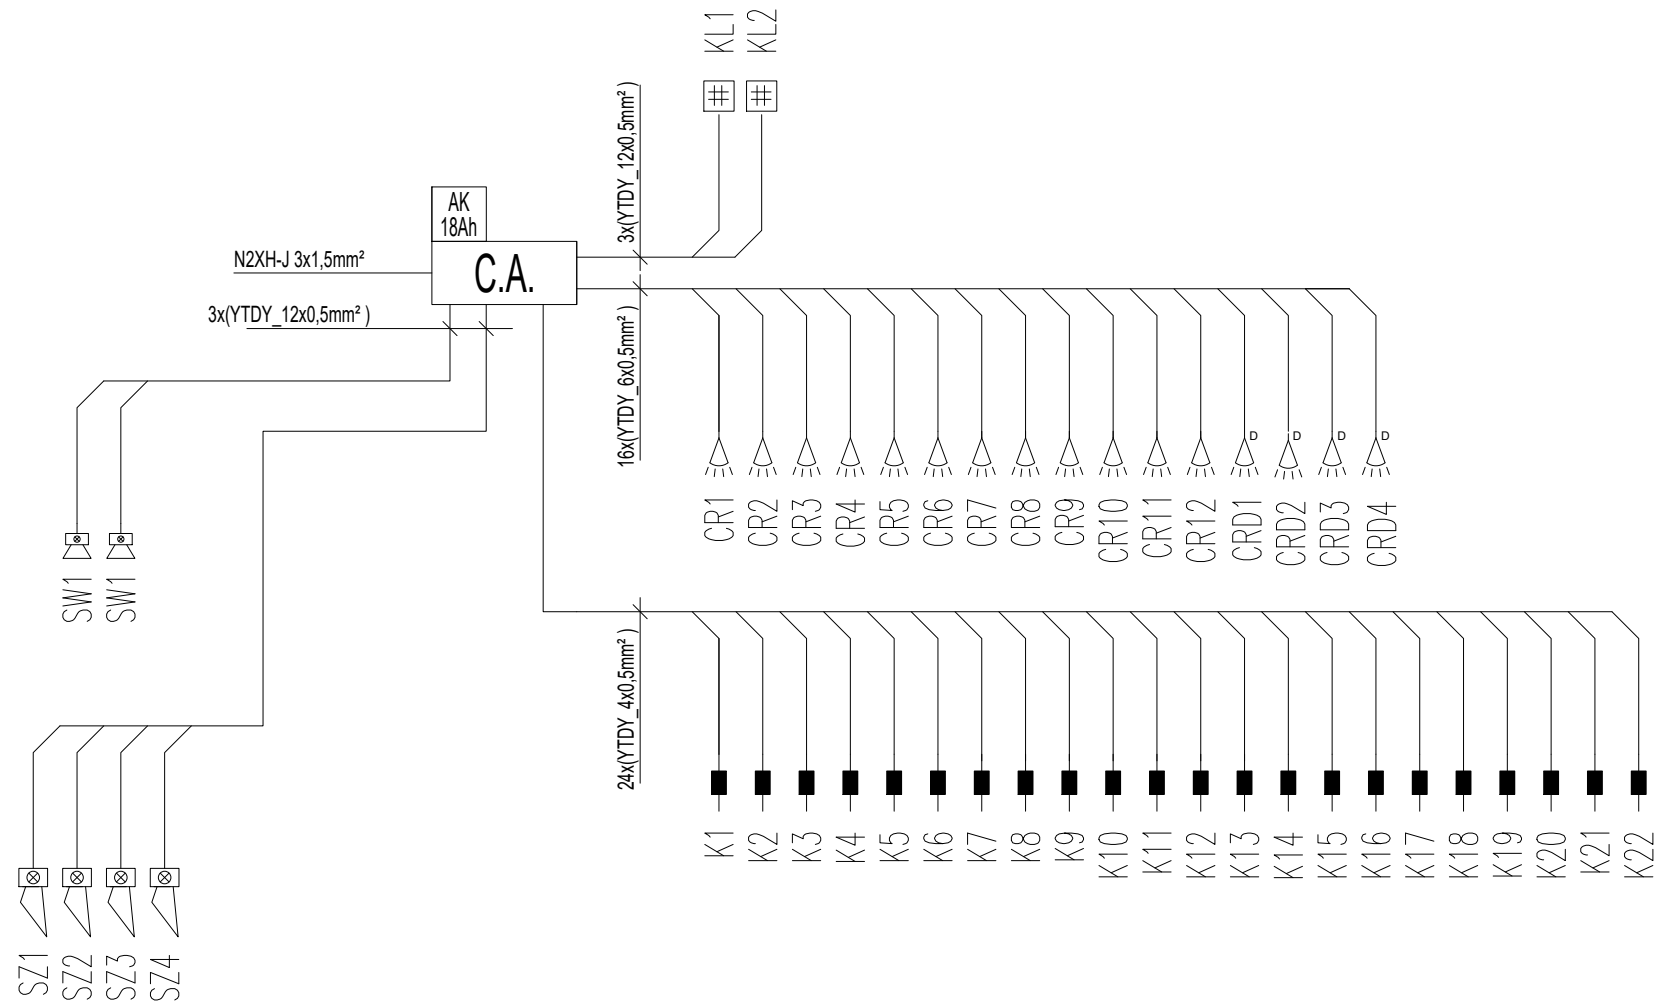 KL1
KL2
3x(YTDY_12x0,5mm² )
AK
18Ah
N2XH-J 3x1,5mm²
C.A.
3x(YTDY_12x0,5mm² )
16x(YTDY_6x0,5mm² )
D
D
D
D
CR1
CR2
CR3
CR4
CR5
CR6
CR7
CR8
CR9
CR10
CR11
CR12
CRD1
CRD2
CRD3
CRD4
SW1
SW1
24x(YTDY_4x0,5mm² )
K1
K2
K3
K4
K5
K6
K7
K8
K9
K10
K11
K12
K13
K14
K15
K16
K17
K18
K19
K20
K21
K22
SZ1
SZ2
SZ3
SZ4